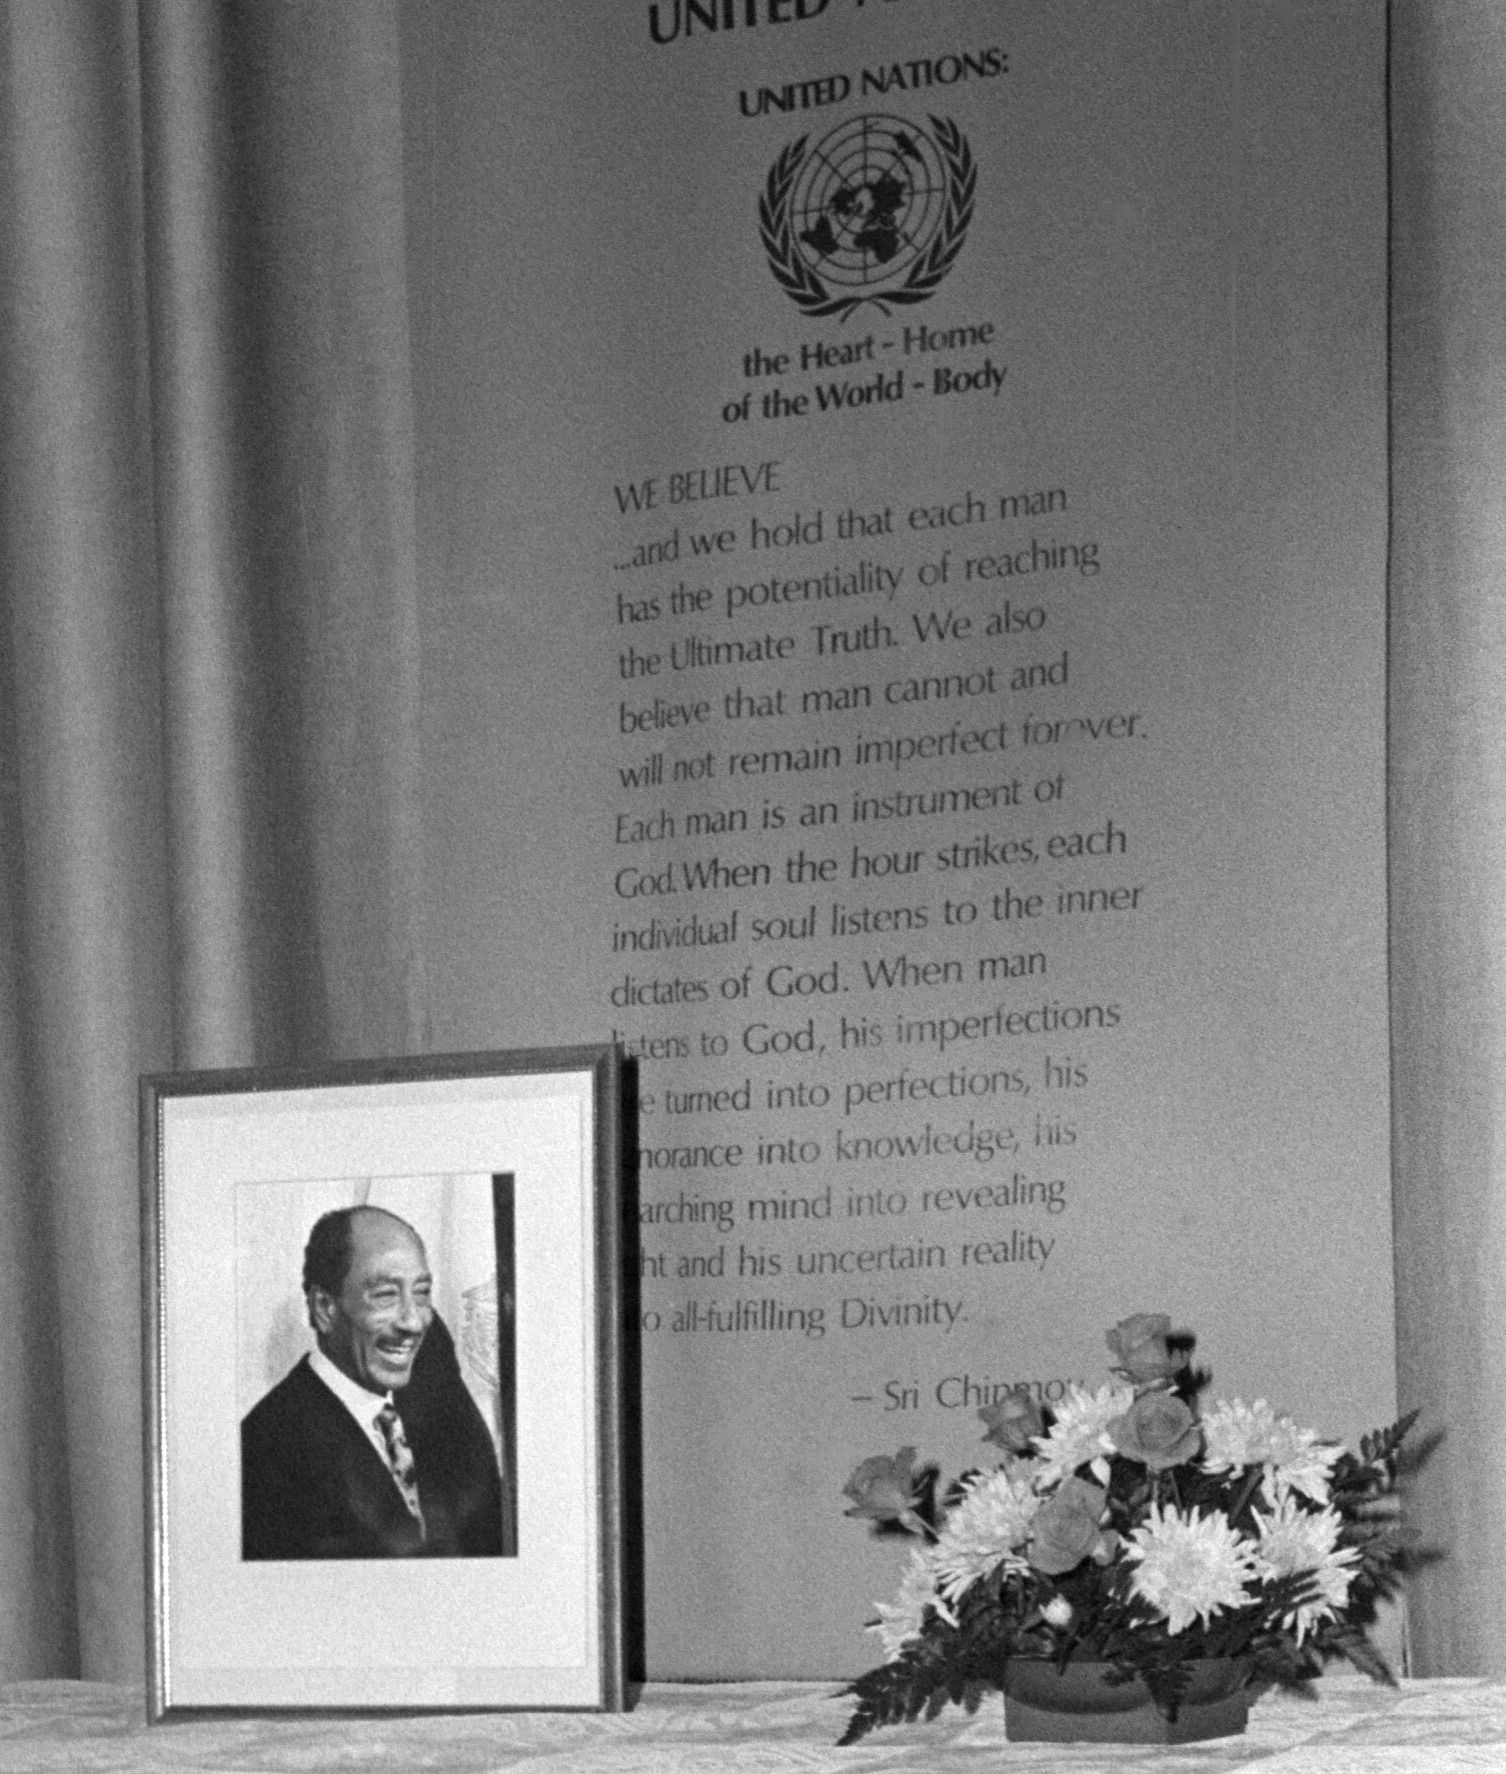 UNITED
UNITED NATIONS:
the Heart - Home
of the World - Body
WE BELIEVE
...and we hold that each man
has the potentiality of reaching
the Ultimate Truth. We also
believe that man cannot and
will not remain imperfect forever.
Each man is an instrument of
God. When the hour strikes, each
individual soul listens to the inner
dictates of God. When man
listens to God, his imperfections
turned into perfections, his
into knowledge, his
mind into revealing
and his uncertain reality
all-fulfilling Divinity.
– Sri Chinmoy